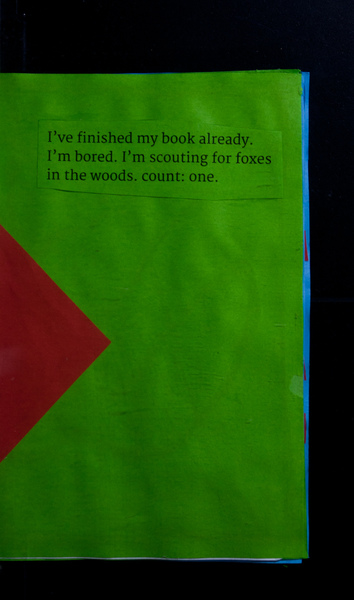 I've finished my book already.
I'm bored. I'm scouting for foxes
in the woods. count: one.